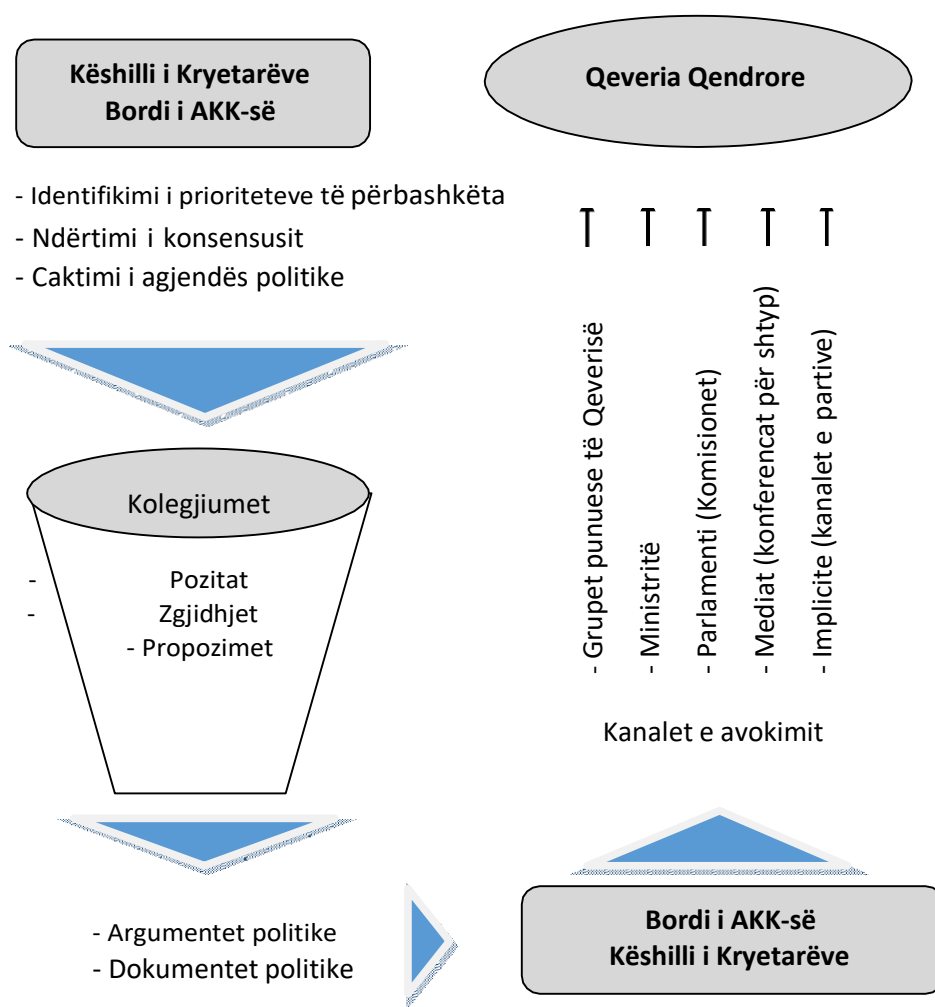 Këshilli i Kryetarëve
Bordi i AKK-së
- Identifikimi i prioriteteve të përbashkëta
- Ndërtimi i konsensusit
- Caktimi i agjendës politike
Kolegjiumet
- Pozitat
- Zgjidhjet
- Propozimet
- Argumentet politike
- Dokumentet politike
Qeveria Qendrore
- Grupet punuese të Qeverisë
- Ministritë
- Parlamenti (Komisionet)
- Mediat (konferencat për shtyp)
- Implicite (kanalet e partive)
Kanalet e avokimit
Bordi i AKK-së
Këshilli i Kryetarëve